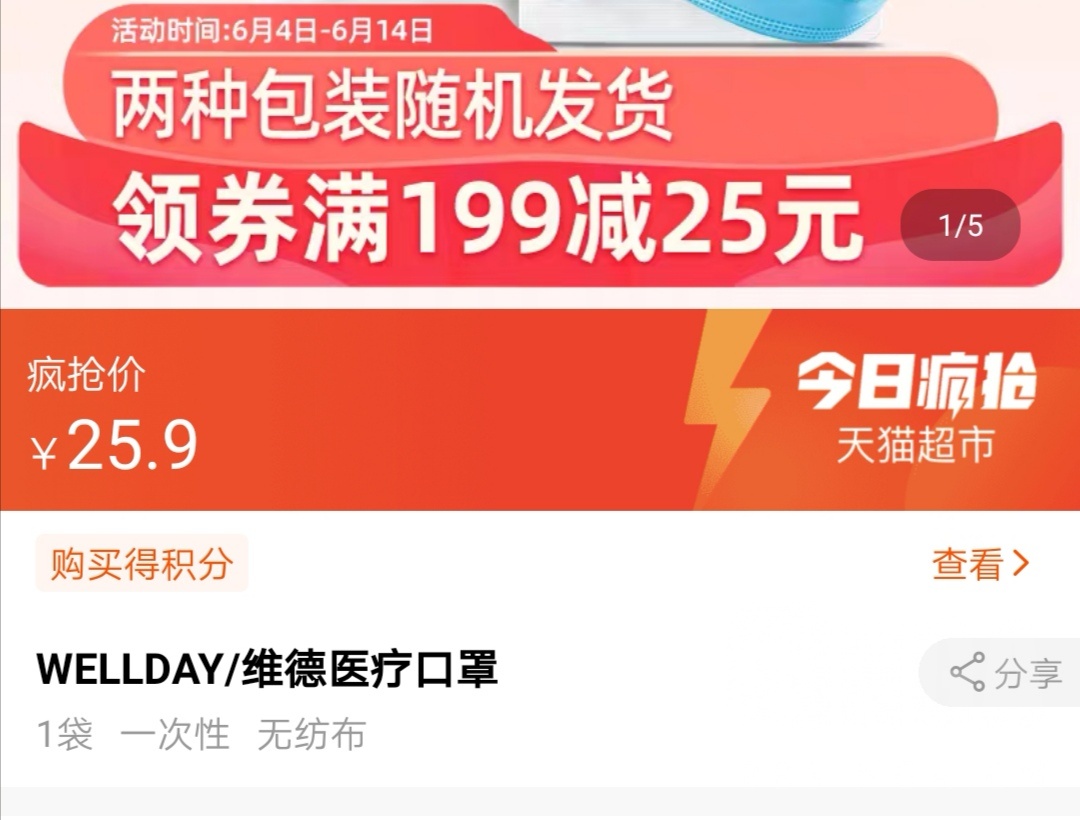 活动时间:6月4日-6月14日
两种包装随机发货
领券满199减25元
1/5
疯抢价
¥25.9
今日疯抢
天猫超市
购买得积分
查看>
WELLDAY/维德医疗口罩
分享
1袋 一次性 无纺布